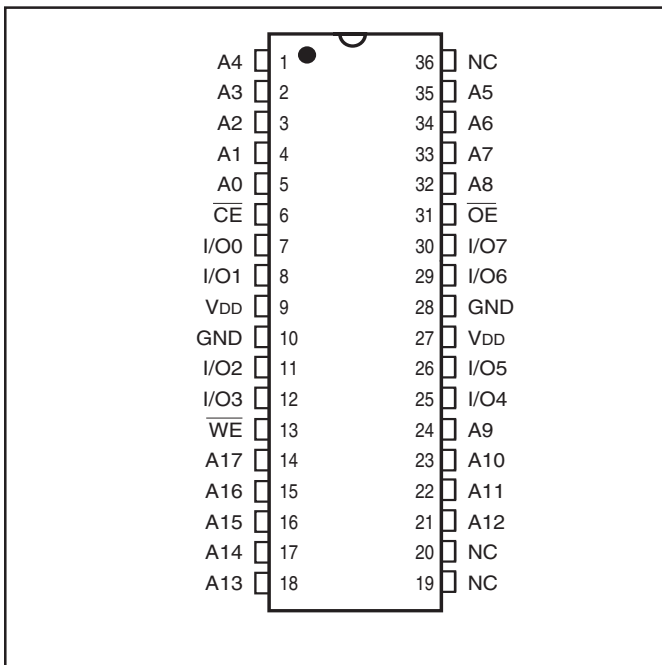 A4 1 36 NC
A3 2 35 A5
A2 3 34 A6
A1 4 33 A7
A0 5 32 A8
C̅E̅ 6 31 O̅E̅
I/O0 7 30 I/O7
I/O1 8 29 I/O6
VDD 9 28 GND
GND 10 27 VDD
I/O2 11 26 I/O5
I/O3 12 25 I/O4
W̅E̅ 13 24 A9
A17 14 23 A10
A16 15 22 A11
A15 16 21 A12
A14 17 20 NC
A13 18 19 NC